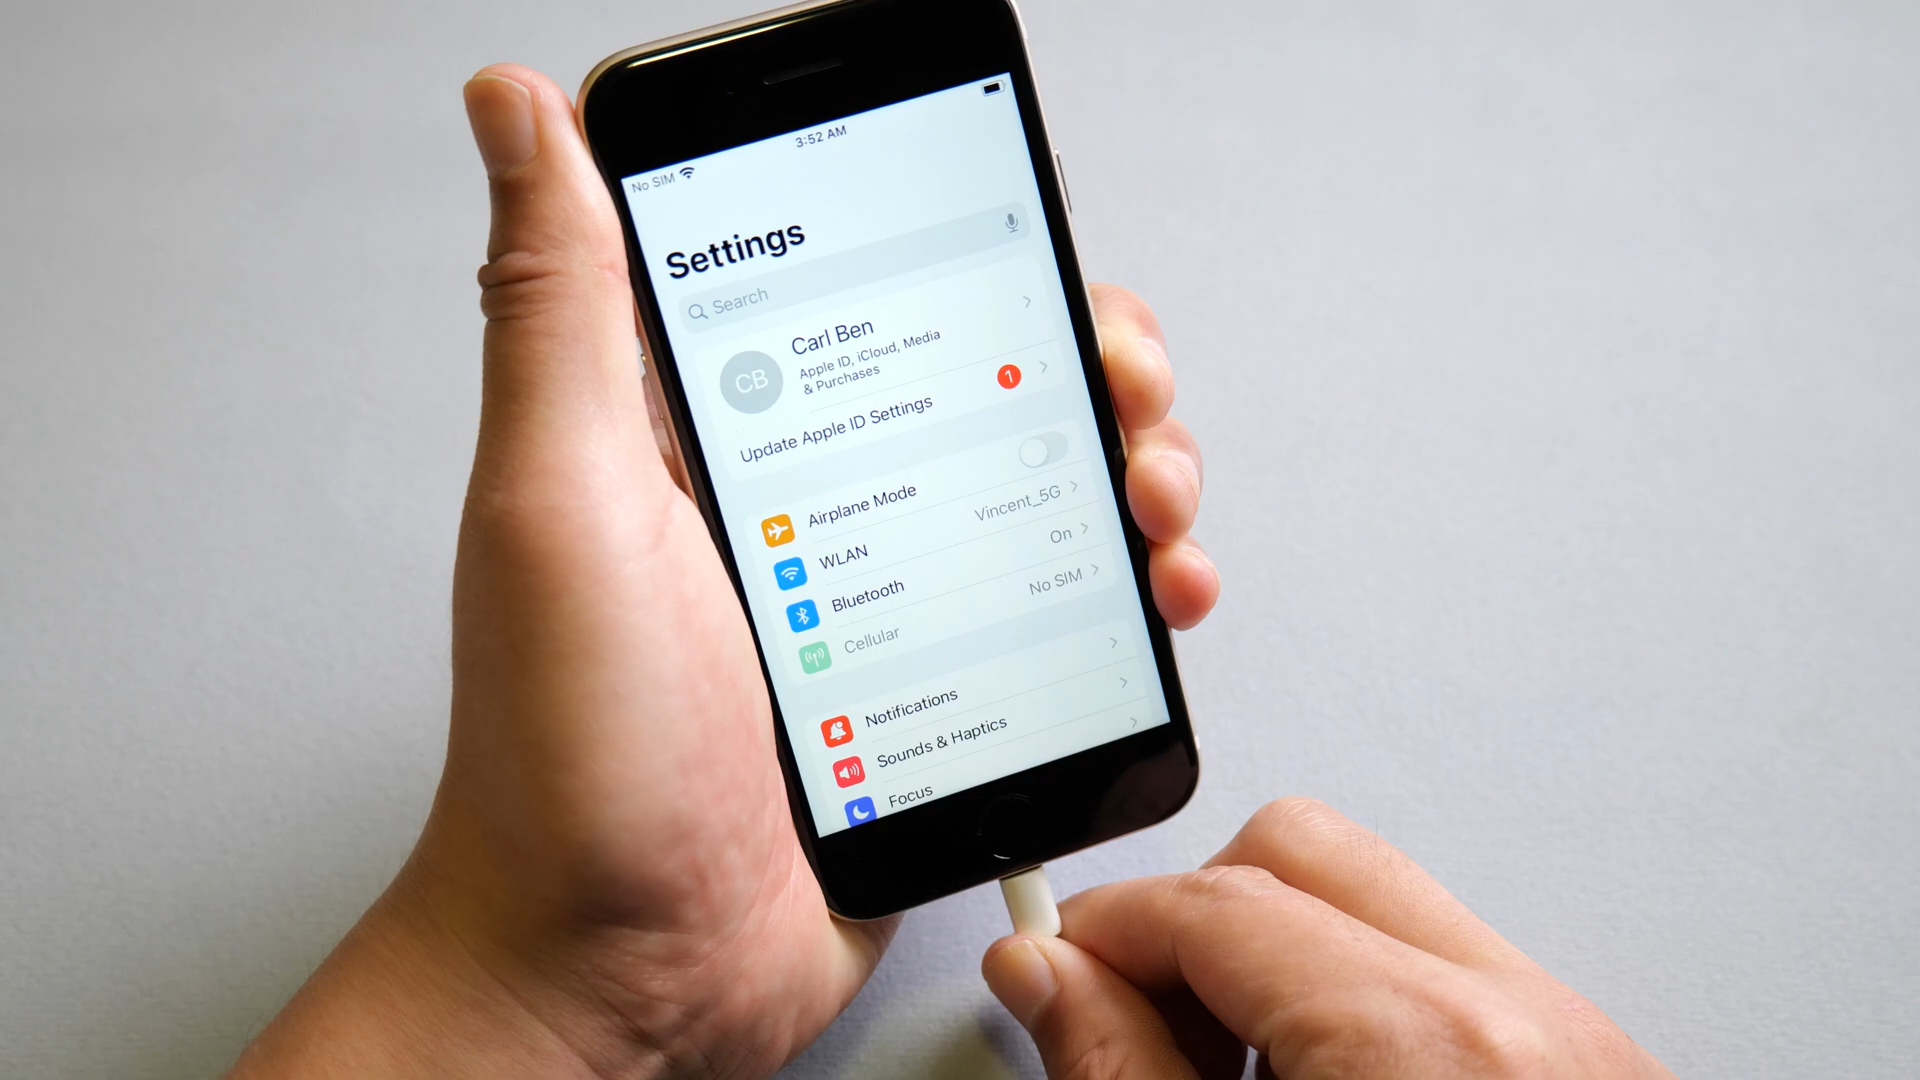 3:52 AM
No SIM
Settings
Search
CB
Carl Ben
Apple ID, iCloud, Media
& Purchases
Update Apple ID Settings
1
Airplane Mode
WLAN
Vincent_5G
Bluetooth
On
Cellular
No SIM
Notifications
Sounds & Haptics
Focus